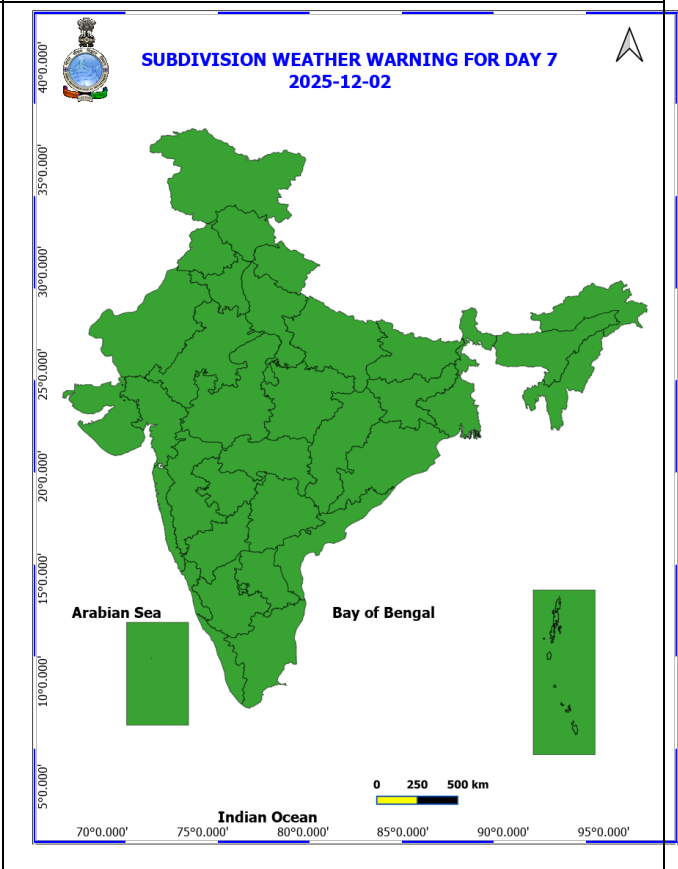 SUBDIVISION WEATHER WARNING FOR DAY 7
2025-12-02
40°0.000'
35°0.000'
30°0.000'
25°0.000'
20°0.000'
15°0.000'
10°0.000'
5°0.000'
Arabian Sea
Bay of Bengal
0 250 500 km
Indian Ocean
70°0.000' 75°0.000' 80°0.000' 85°0.000' 90°0.000' 95°0.000'